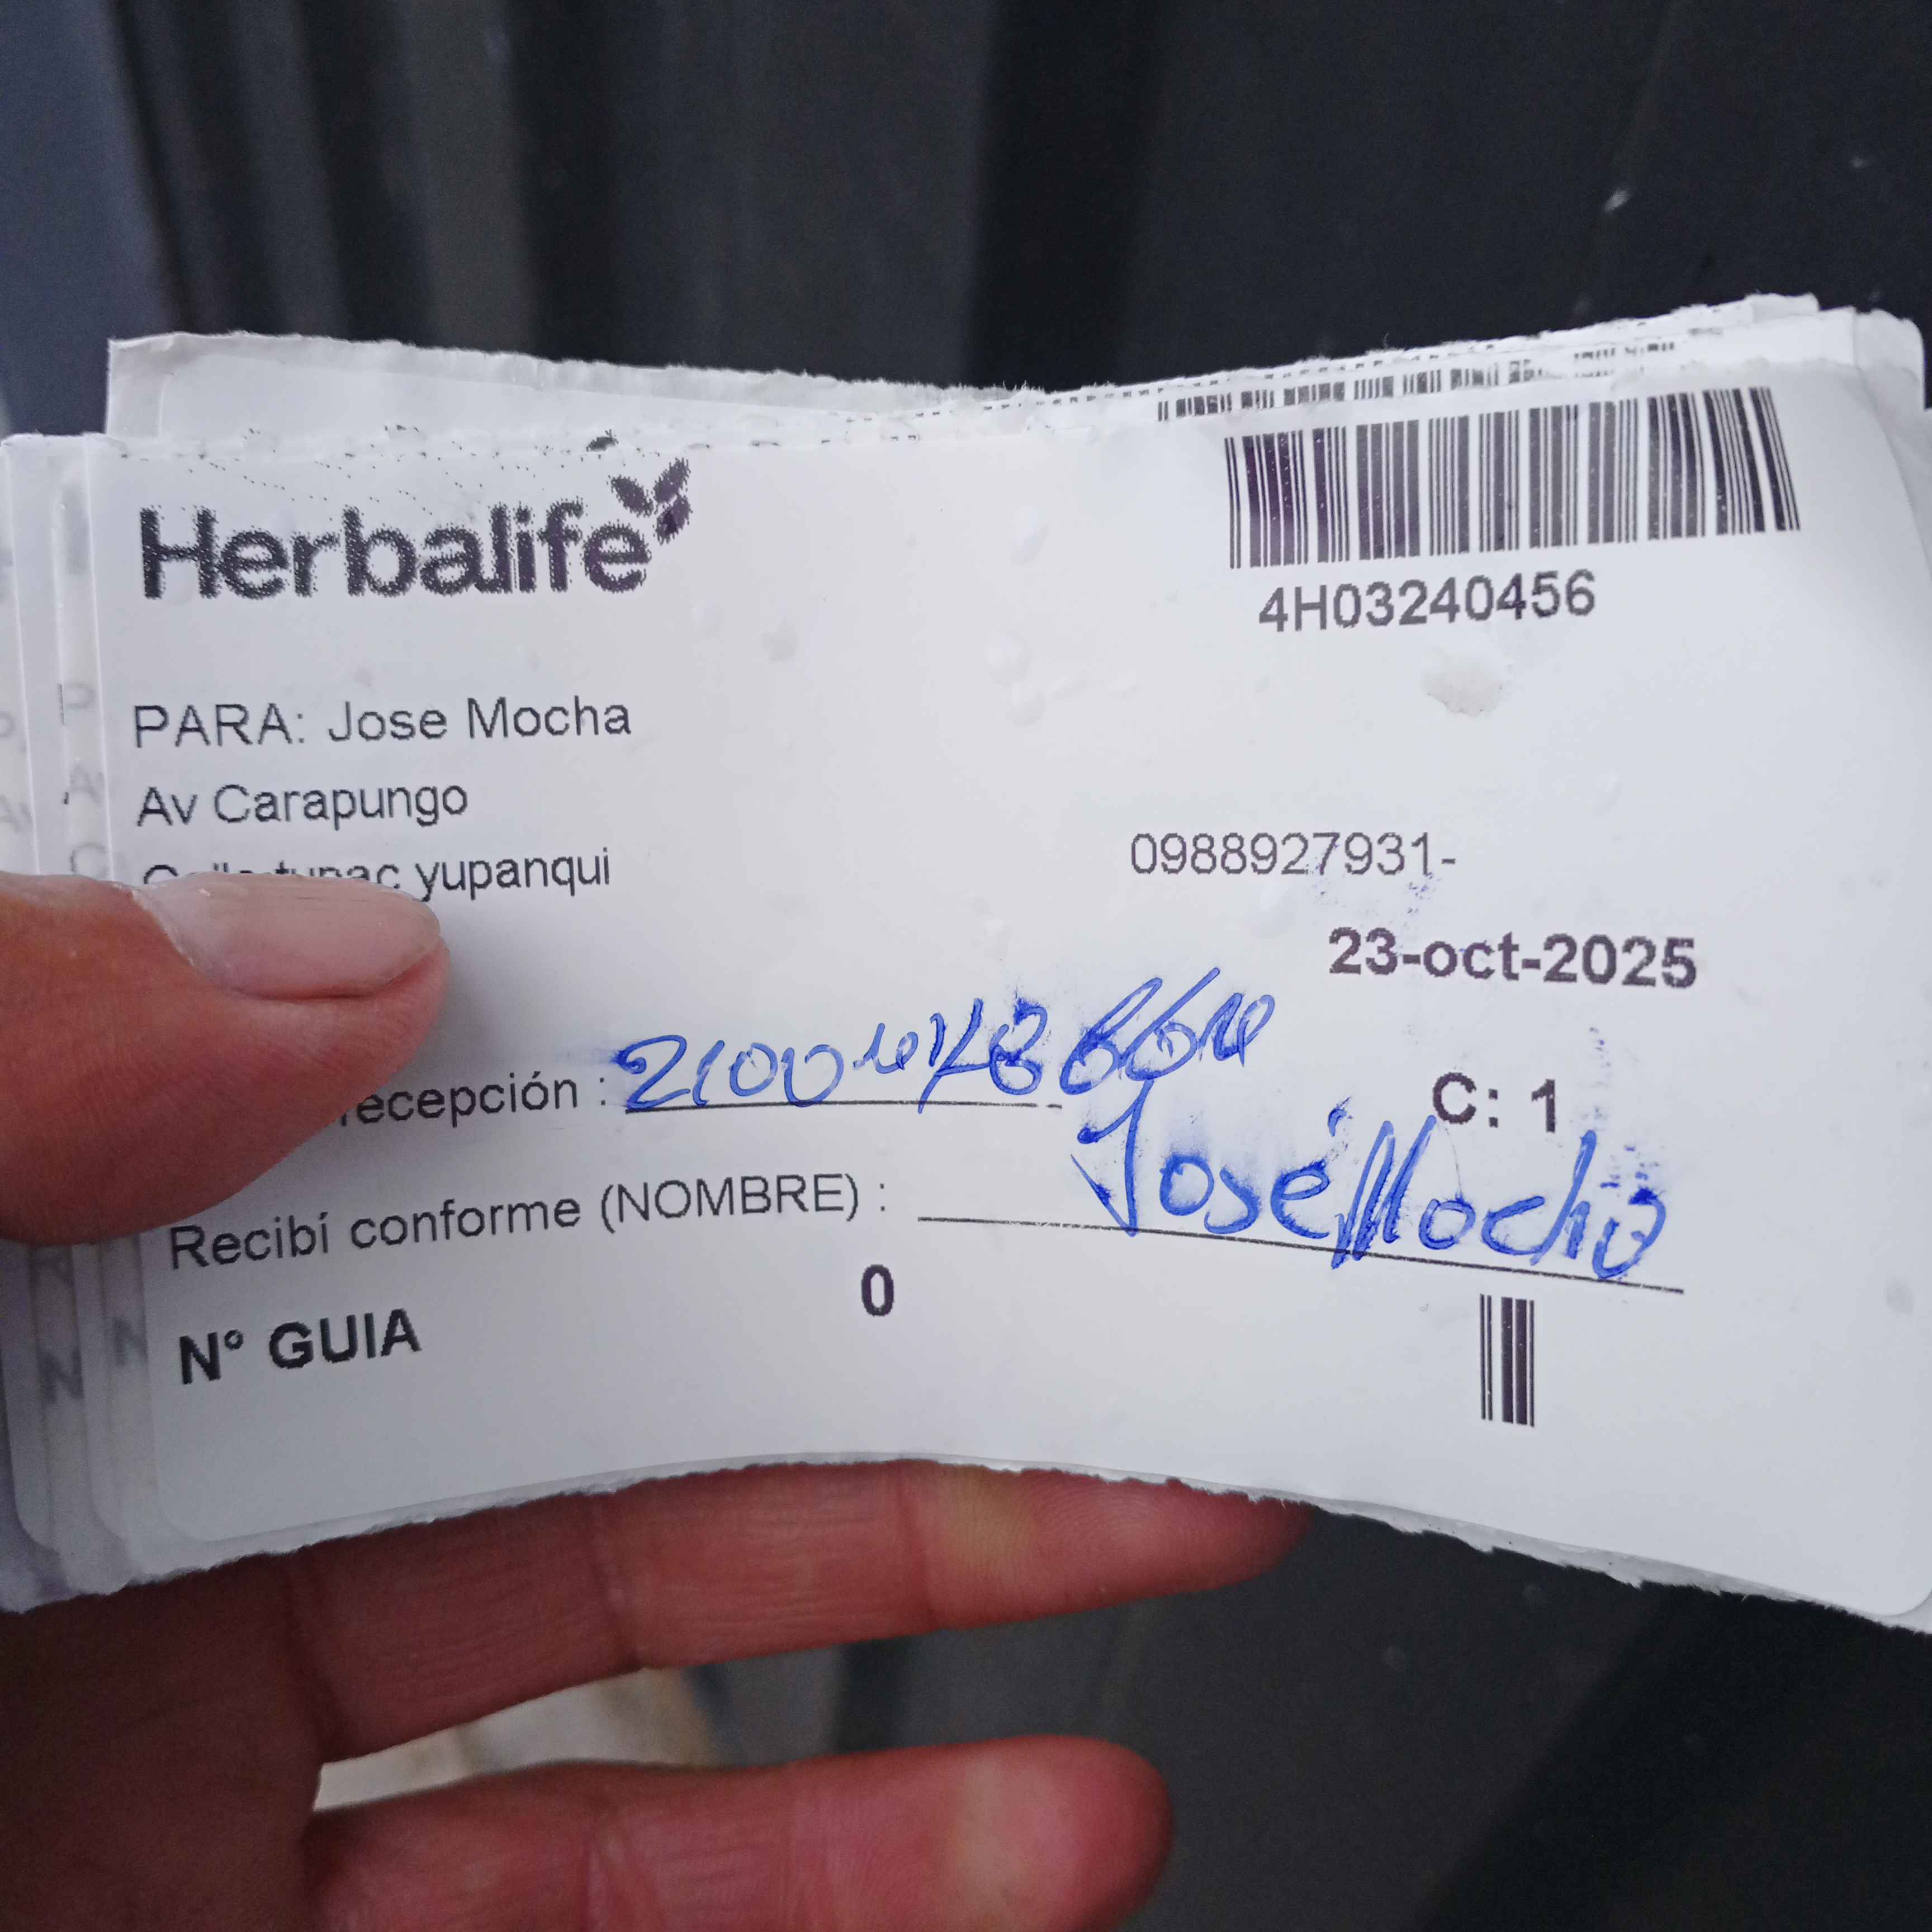 Herbalife
4H03240456
PARA: Jose Mocha
Av Carapungo
yupanqui
0988927931-
23-oct-2025
recepción :
C: 1
Recibí conforme (NOMBRE) : José Mocha
N° GUIA 0